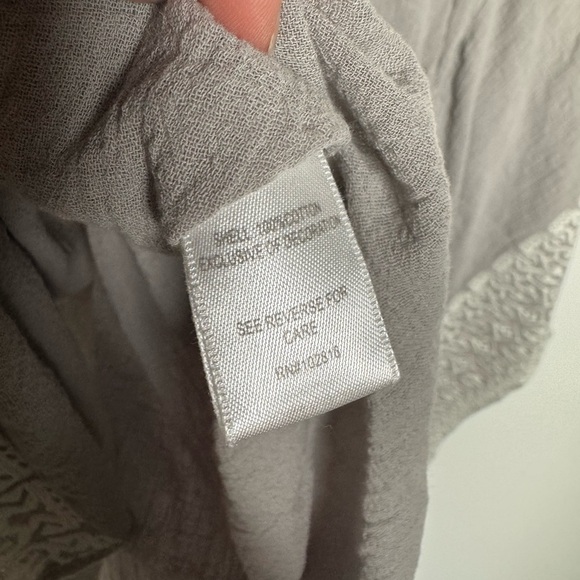 SHELL: 100%COTTON
EXCLUSIVE OF DECORATION
SEE REVERSE FOR
CARE
RN#102816